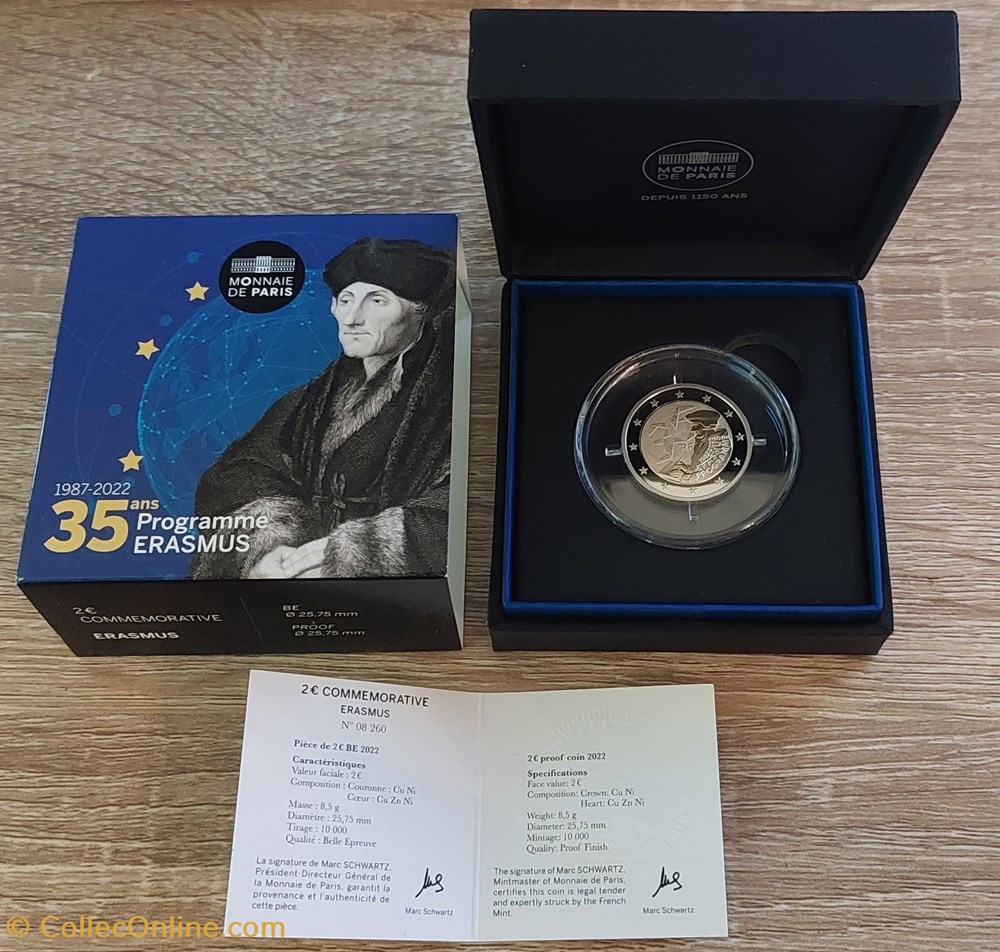 MONNAIE
DE PARIS
DEPUIS 1150 ANS
MONNAIE
DE PARIS
1987-2022
35 ans
Programme
ERASMUS
2€
COMMEMORATIVE
ERASMUS
BE
Ø 25,75 mm
PROOF
Ø 25,75 mm
2€ COMMEMORATIVE
ERASMUS
N° 08 260
Pièce de 2€ BE 2022
Caractéristiques
Valeur faciale : 2€
Composition : Couronne : Cu Ni
Cœur : Cu Zn Ni
Masse : 8,5 g
Diamètre : 25,75 mm
Tirage : 10 000
Qualité : Belle Epreuve
La signature de Marc SCHWARTZ,
Président-Directeur Général de
la Monnaie de Paris, garantit la
provenance et l'authenticité de
cette pièce.
Marc Schwartz
2€ proof coin 2022
Specifications
Face value: 2€
Composition: Crown: Cu Ni
Heart: Cu Zn Ni
Weight: 8,5 g
Diameter: 25,75 mm
Mintage: 10 000
Quality: Proof Finish
The signature of Marc SCHWARTZ,
Mintmaster of Monnaie de Paris,
certifies this coin is legal tender
and expertly struck by the French
Mint.
Marc Schwartz
© CollecOnline.com